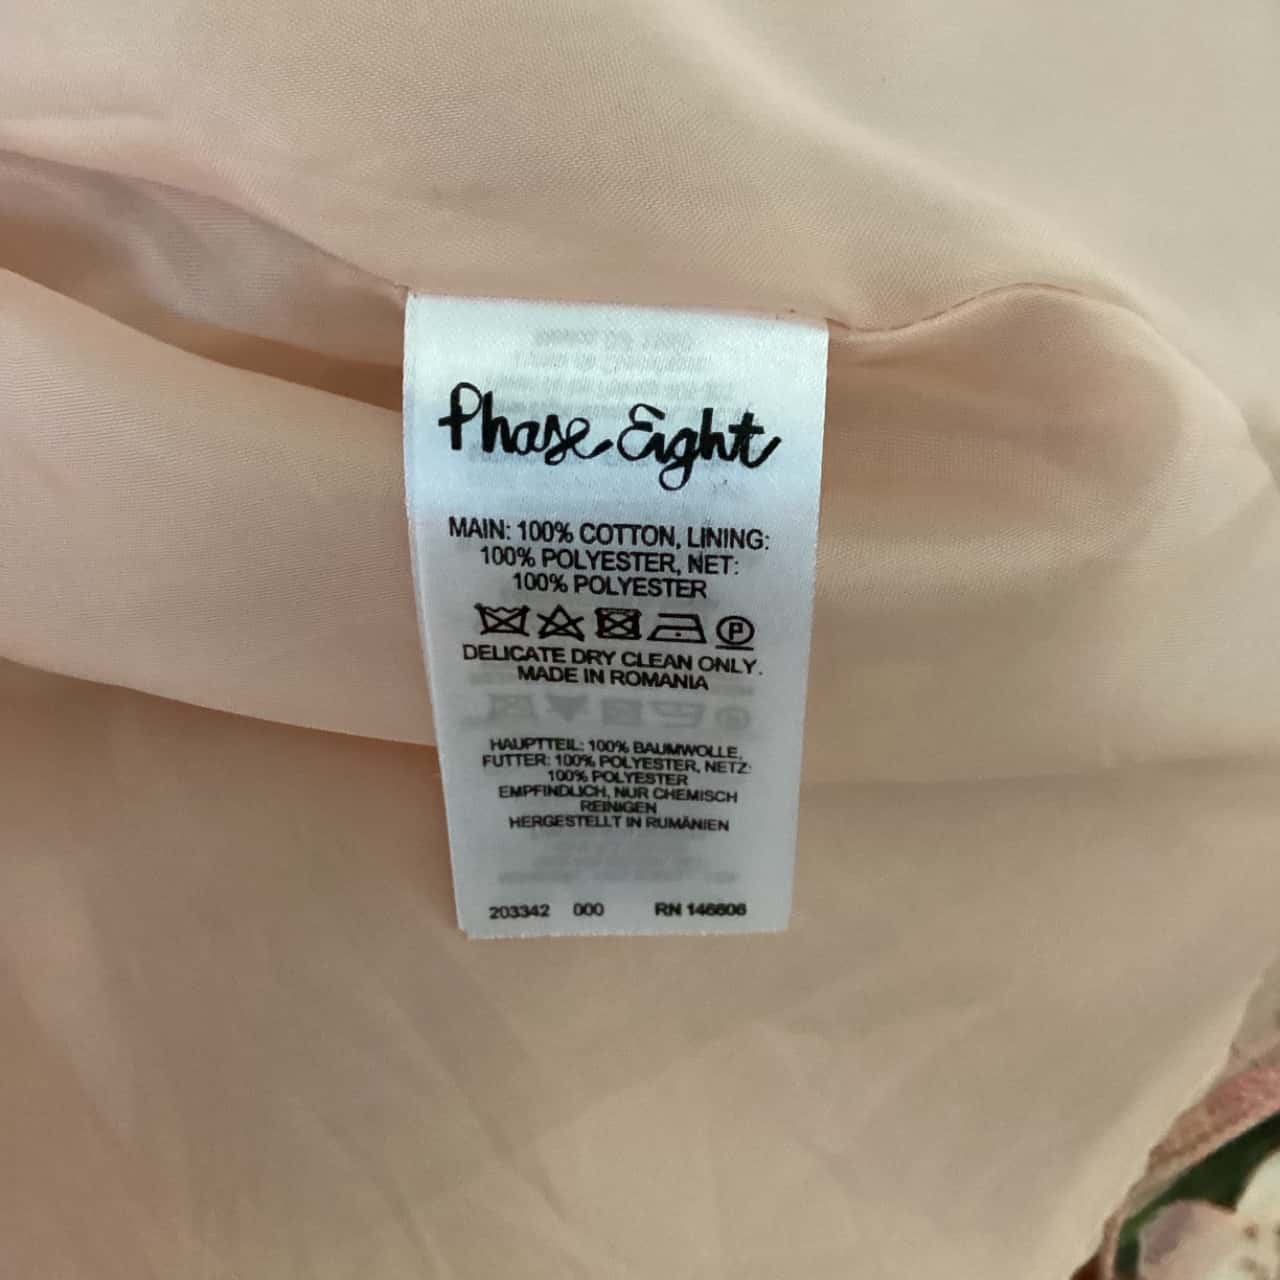 Phase Eight
MAIN: 100% COTTON, LINING:
100% POLYESTER, NET:
100% POLYESTER
P
DELICATE DRY CLEAN ONLY.
MADE IN ROMANIA
HAUPTTEIL: 100% BAUMWOLLE,
FUTTER: 100% POLYESTER, NETZ:
100% POLYESTER
EMPFINDLICH, NUR CHEMISCH
REINIGEN
HERGESTELLT IN RUMÄNIEN
203342 000 RN 146606